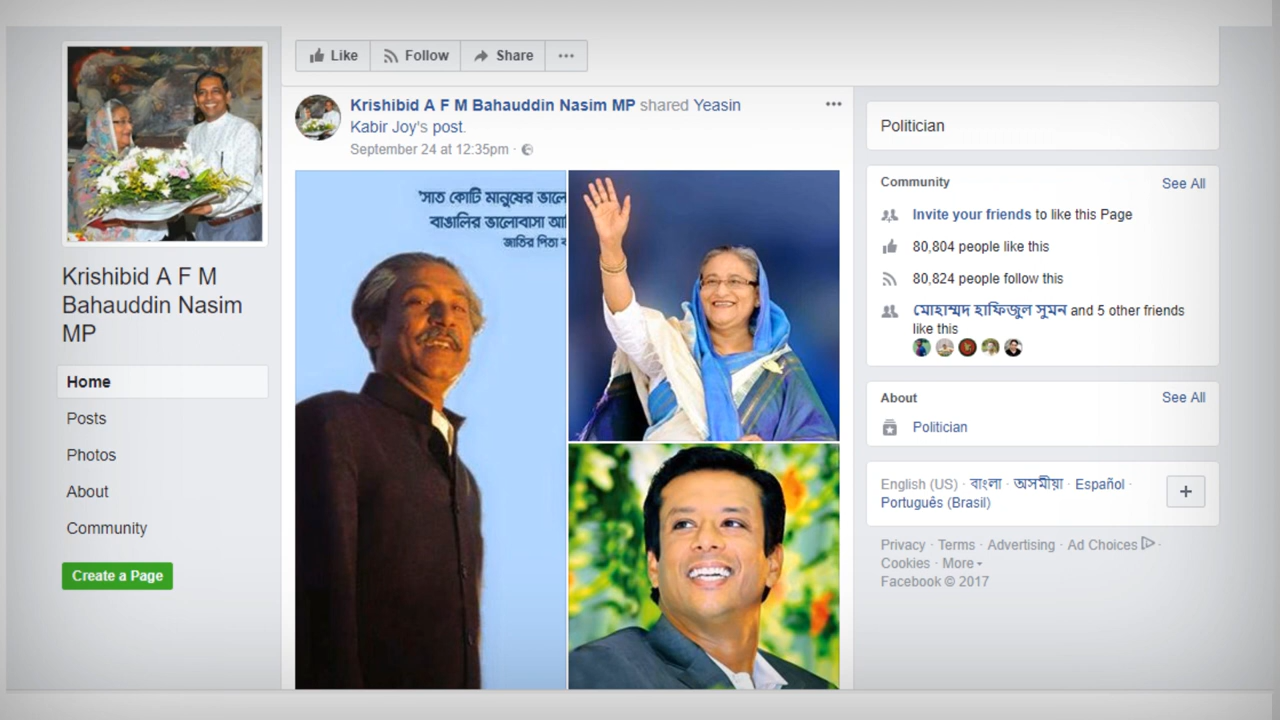 Krishibid A F M
Bahauddin Nasim
MP
Home
Posts
Photos
About
Community
Create a Page
Like
Follow
Share
Krishibid A F M Bahauddin Nasim MP shared Yeasin
Kabir Joy's post.
September 24 at 12:35pm ·
'সাত কোটি মানুষের
বাঙালির ভালোবাসা
জাতির পিতা
Politician
Community
See All
Invite your friends to like this Page
80,804 people like this
80,824 people follow this
মোহাম্মদ হাফিজুল সুমন and 5 other friends
like this
About
See All
Politician
English (US) · বাংলা · অসমীয়া · Español ·
Português (Brasil)
Privacy · Terms · Advertising · Ad Choices ·
Cookies · More
Facebook © 2017